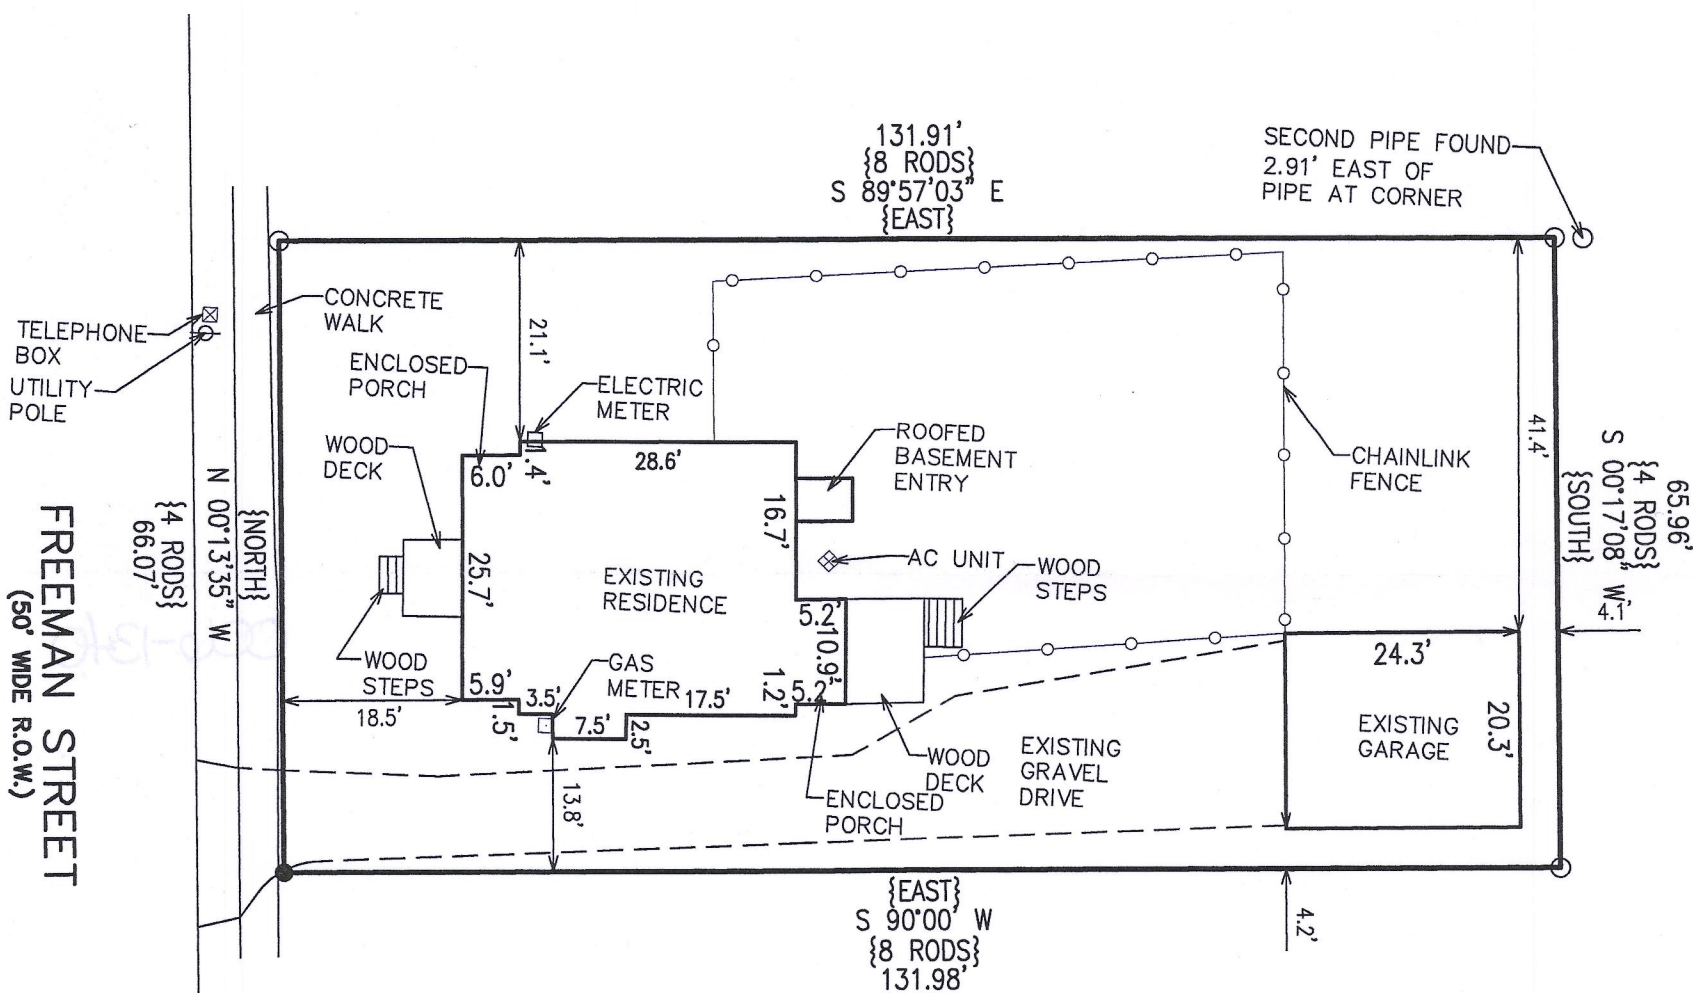 131.91'
{8 RODS}
S 89°57'03" E
{EAST}
SECOND PIPE FOUND
2.91' EAST OF
PIPE AT CORNER
TELEPHONE
BOX
UTILITY
POLE
CONCRETE
WALK
ENCLOSED
PORCH
21.1'
ELECTRIC
METER
WOOD
DECK
6.0'
.4'
28.6'
ROOFED
BASEMENT
ENTRY
CHAINLINK
FENCE
41.4'
65.96'
{4 RODS}
S 00°17'08" W
{SOUTH}
4.1'
16.7'
AC UNIT
WOOD
STEPS
25.7'
EXISTING
RESIDENCE
5.2'
10.9'
{NORTH}
N 00°13'35" W
{4 RODS}
66.07'
FREEMAN STREET
(50' WIDE R.O.W.)
WOOD
STEPS
18.5'
5.9'
1.5'
3.5'
GAS
METER
7.5'
2.5'
17.5'
1.2'
5.2'
24.3'
20.3'
EXISTING
GARAGE
WOOD
DECK
EXISTING
GRAVEL
DRIVE
ENCLOSED
PORCH
13.8'
{EAST}
S 90°00' W
{8 RODS}
131.98'
4.2'